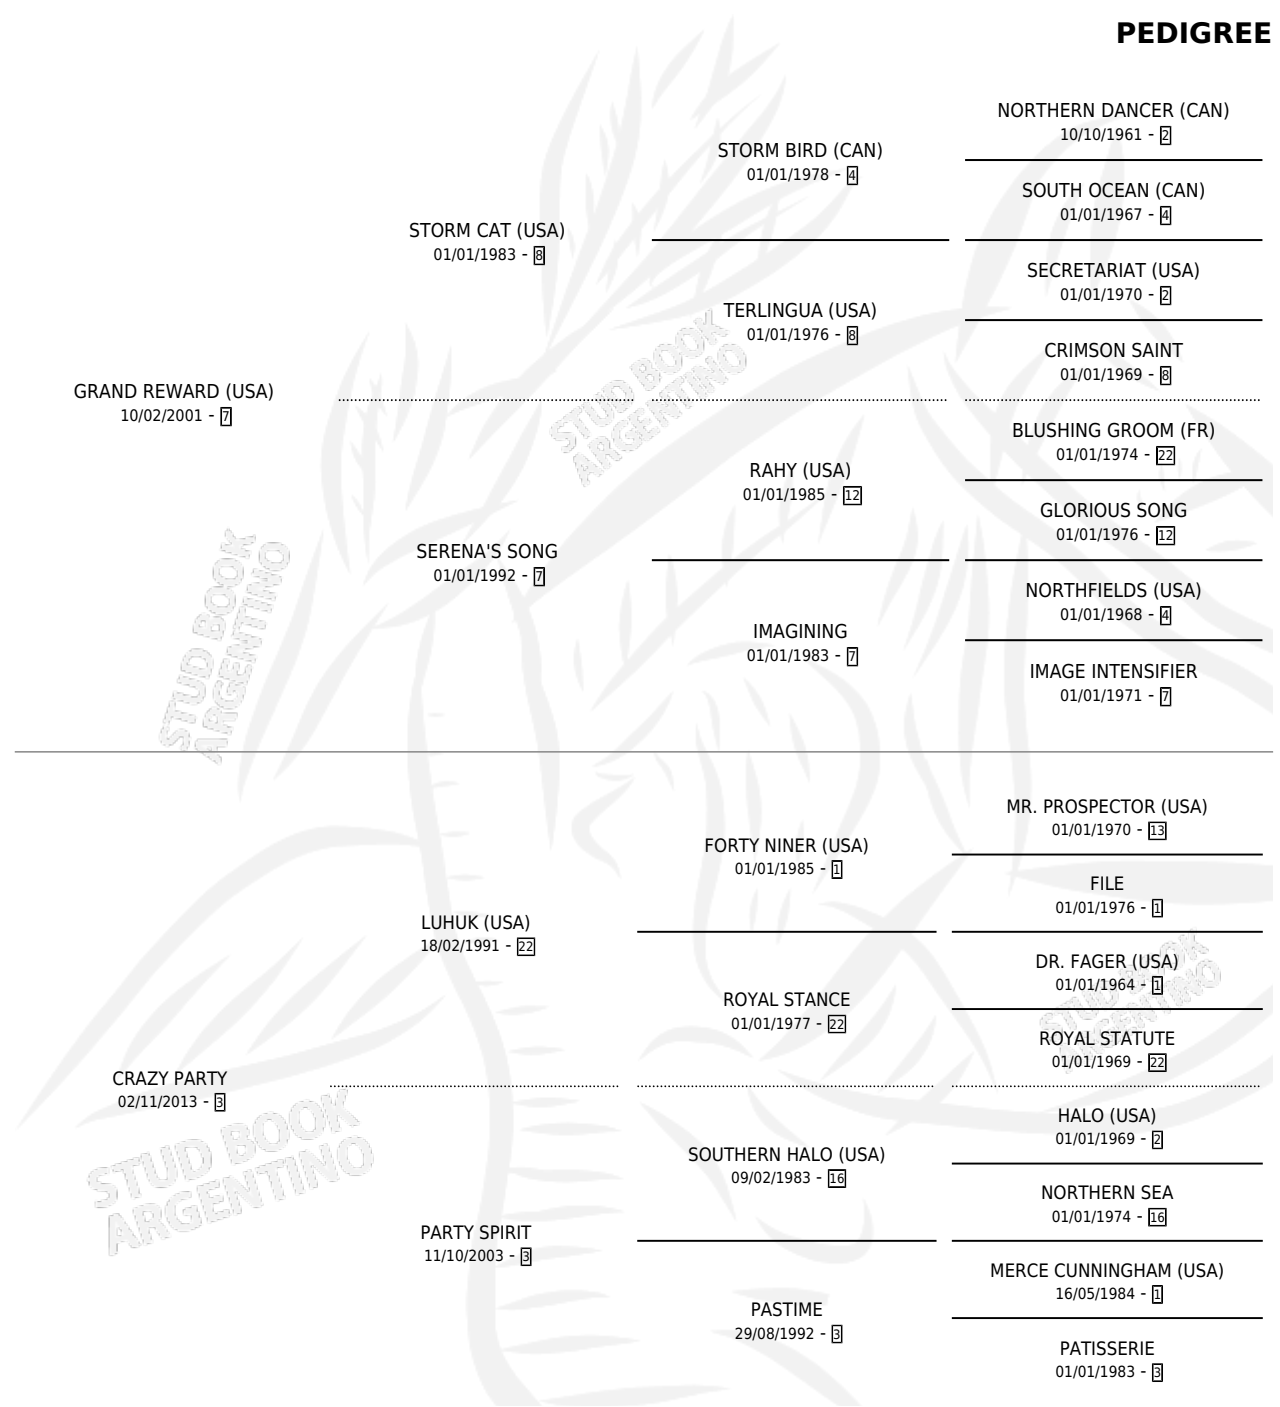 PEDIGREE
NORTHERN DANCER (CAN)
10/10/1961 - 2
STORM BIRD (CAN)
01/01/1978 - 4
SOUTH OCEAN (CAN)
01/01/1967 - 4
STORM CAT (USA)
01/01/1983 - 8
SECRETARIAT (USA)
01/01/1970 - 2
TERLINGUA (USA)
01/01/1976 - 8
CRIMSON SAINT
01/01/1969 - 8
GRAND REWARD (USA)
10/02/2001 - 7
STUD BOOK
ARGENTINO
BLUSHING GROOM (FR)
01/01/1974 - 22
RAHY (USA)
01/01/1985 - 12
GLORIOUS SONG
01/01/1976 - 12
SERENA'S SONG
01/01/1992 - 7
NORTHFIELDS (USA)
01/01/1968 - 4
IMAGINING
01/01/1983 - 7
IMAGE INTENSIFIER
01/01/1971 - 7
STUD BOOK
ARGENTINO
MR. PROSPECTOR (USA)
01/01/1970 - 13
FORTY NINER (USA)
01/01/1985 - 1
FILE
01/01/1976 - 1
LUHUK (USA)
18/02/1991 - 22
DR. FAGER (USA)
01/01/1964 - 1
ROYAL STANCE
01/01/1977 - 22
STUD BOOK
ARGENTINO
ROYAL STATUTE
01/01/1969 - 22
CRAZY PARTY
02/11/2013 - 3
HALO (USA)
01/01/1969 - 2
SOUTHERN HALO (USA)
09/02/1983 - 16
STUD BOOK
ARGENTINO
NORTHERN SEA
01/01/1974 - 16
PARTY SPIRIT
11/10/2003 - 3
MERCE CUNNINGHAM (USA)
16/05/1984 - 1
PASTIME
29/08/1992 - 3
PATISSERIE
01/01/1983 - 3